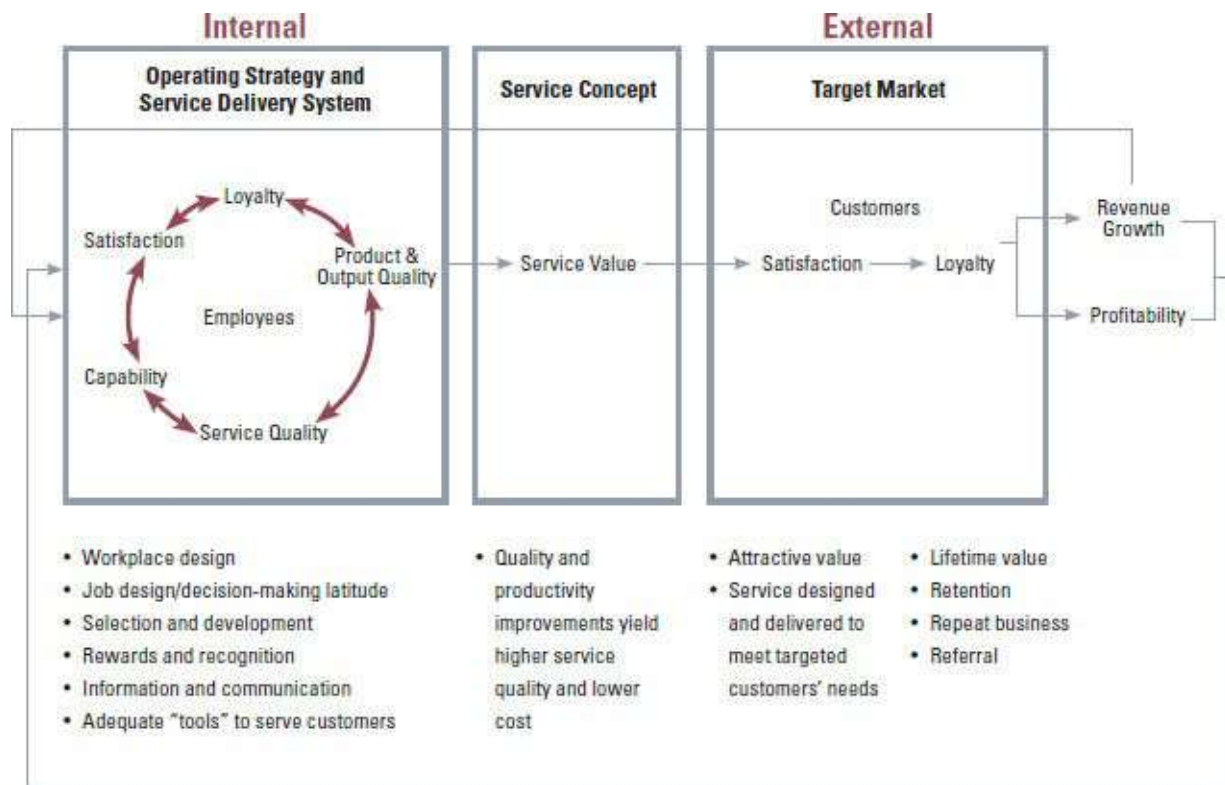 Internal
External
Operating Strategy and
Service Delivery System
Service Concept
Target Market
Loyalty
Satisfaction
Product &
Output Quality
Employees
Capability
Service Quality
Service Value
Customers
Satisfaction
Loyalty
Revenue
Growth
Profitability
• Workplace design
• Job design/decision-making latitude
• Selection and development
• Rewards and recognition
• Information and communication
• Adequate "tools" to serve customers
• Quality and
productivity
improvements yield
higher service
quality and lower
cost
• Attractive value
• Service designed
and delivered to
meet targeted
customers' needs
• Lifetime value
• Retention
• Repeat business
• Referral